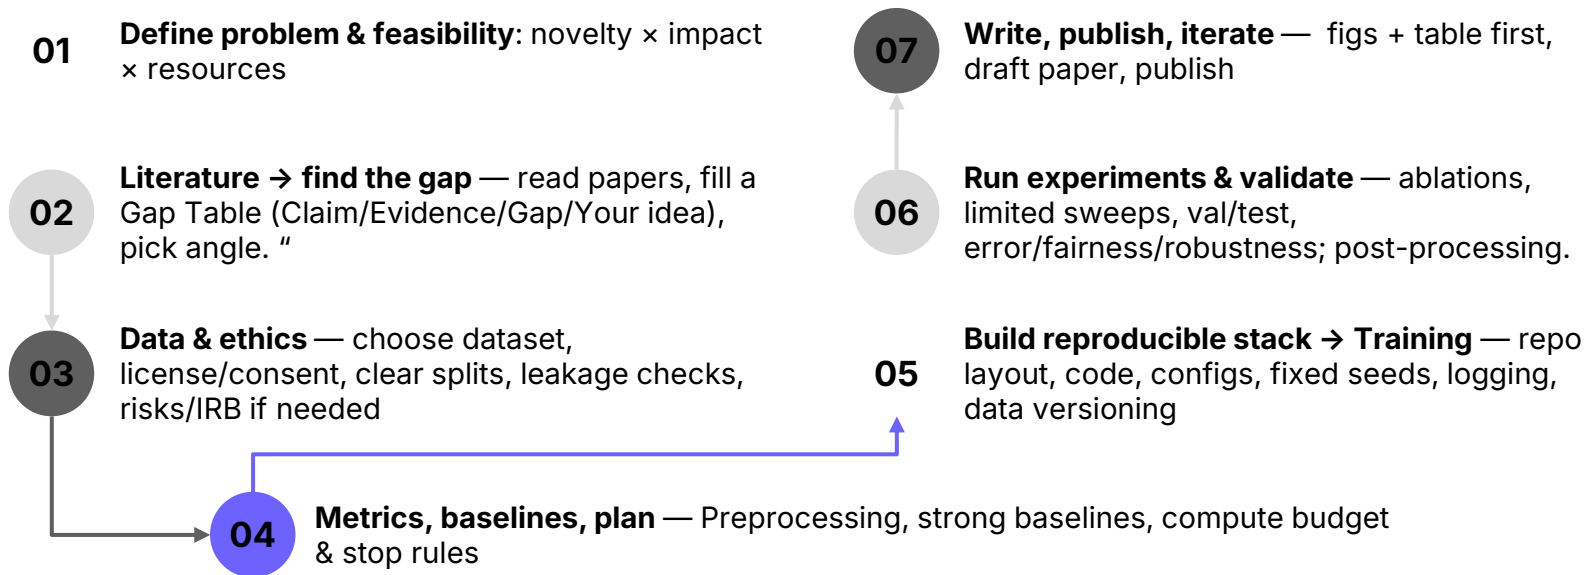 01
Define problem & feasibility: novelty × impact
× resources
02
Literature → find the gap — read papers, fill a
Gap Table (Claim/Evidence/Gap/Your idea),
pick angle. “
03
Data & ethics — choose dataset,
license/consent, clear splits, leakage checks,
risks/IRB if needed
04
Metrics, baselines, plan — Preprocessing, strong baselines, compute budget
& stop rules
05
Build reproducible stack → Training — repo
layout, code, configs, fixed seeds, logging,
data versioning
06
Run experiments & validate — ablations,
limited sweeps, val/test,
error/fairness/robustness; post-processing.
07
Write, publish, iterate — figs + table first,
draft paper, publish